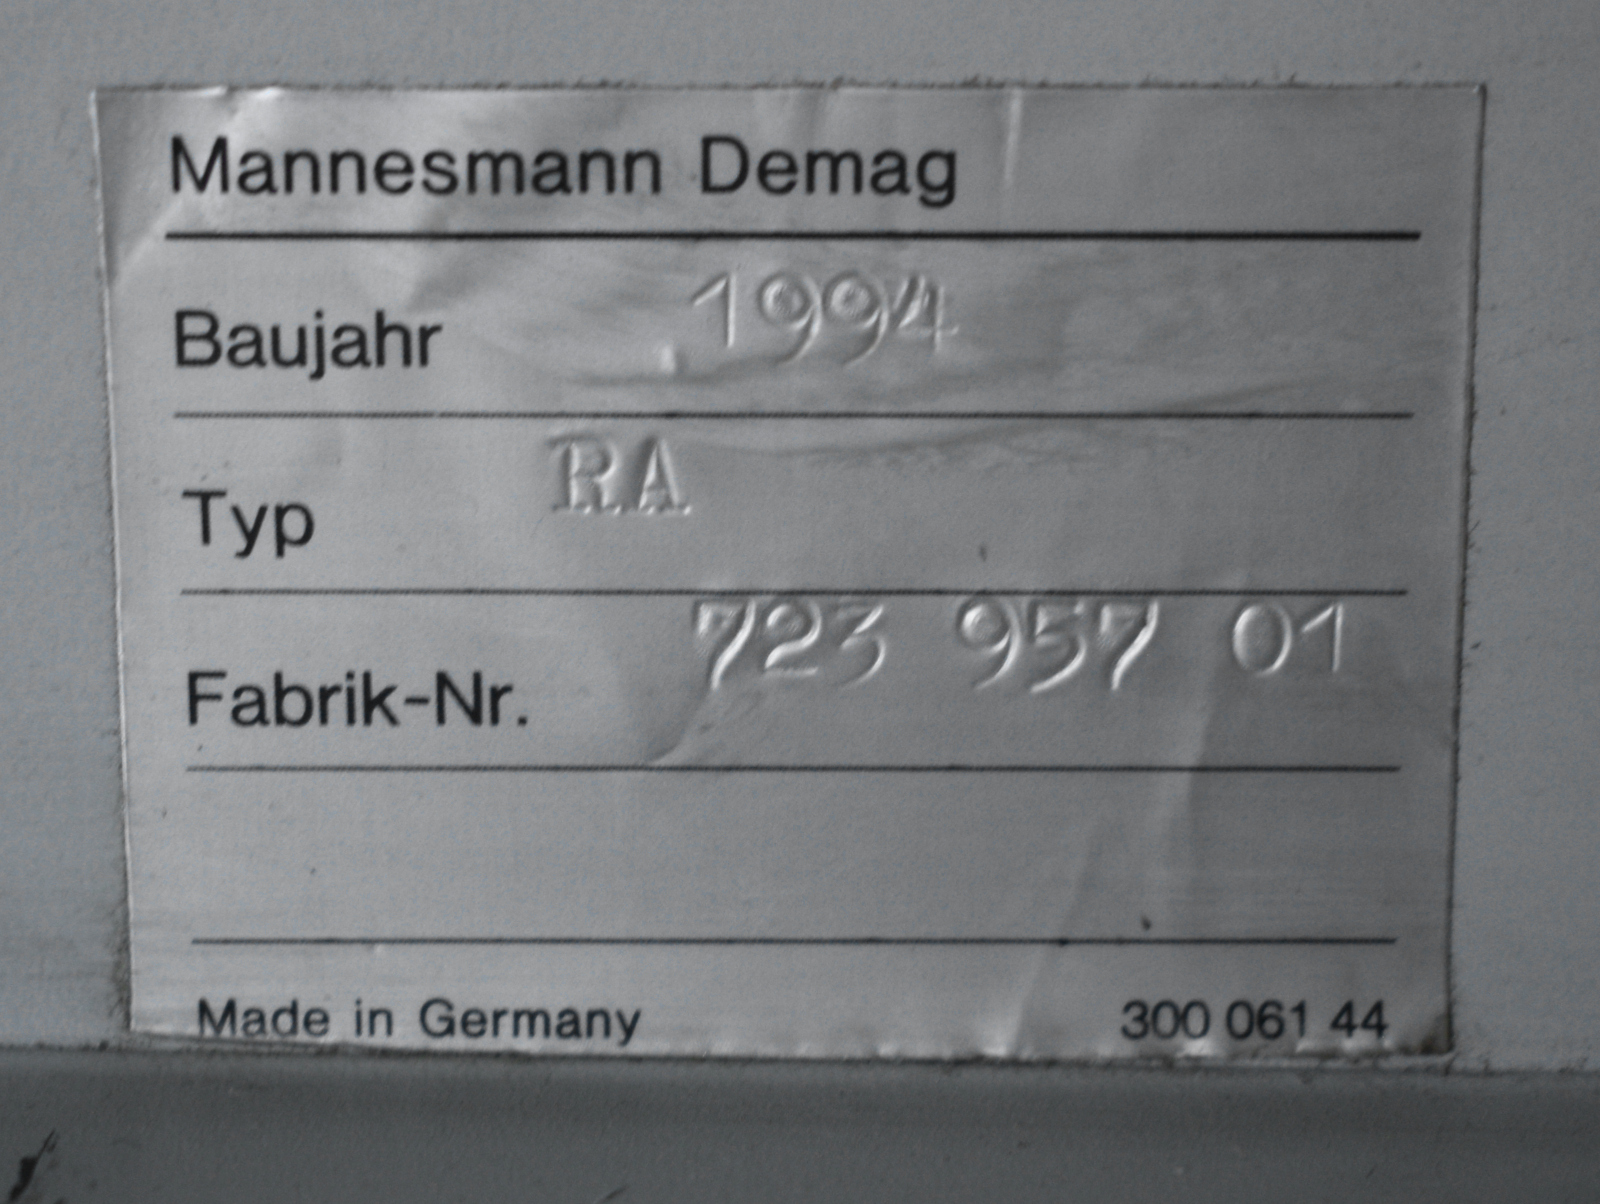 Mannesmann Demag
Baujahr 1994
Typ RA
Fabrik-Nr. 723 957 01
Made in Germany 300 061 44